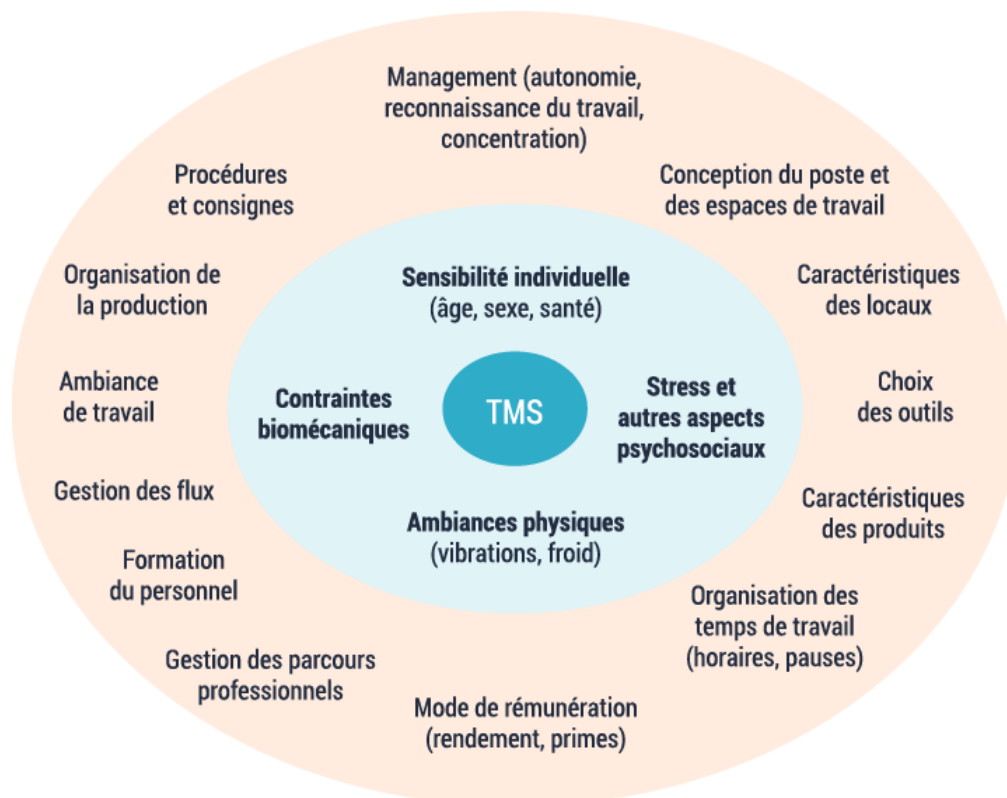 Management (autonomie,
reconnaissance du travail,
concentration)
Procédures
et consignes
Conception du poste et
des espaces de travail
Organisation de
la production
Sensibilité individuelle
(âge, sexe, santé)
Caractéristiques
des locaux
Ambiance
de travail
Contraintes
biomécaniques
TMS
Stress et
autres aspects
psychosociaux
Choix
des outils
Gestion des flux
Ambiances physiques
(vibrations, froid)
Caractéristiques
des produits
Formation
du personnel
Organisation des
temps de travail
(horaires, pauses)
Gestion des parcours
professionnels
Mode de rémunération
(rendement, primes)